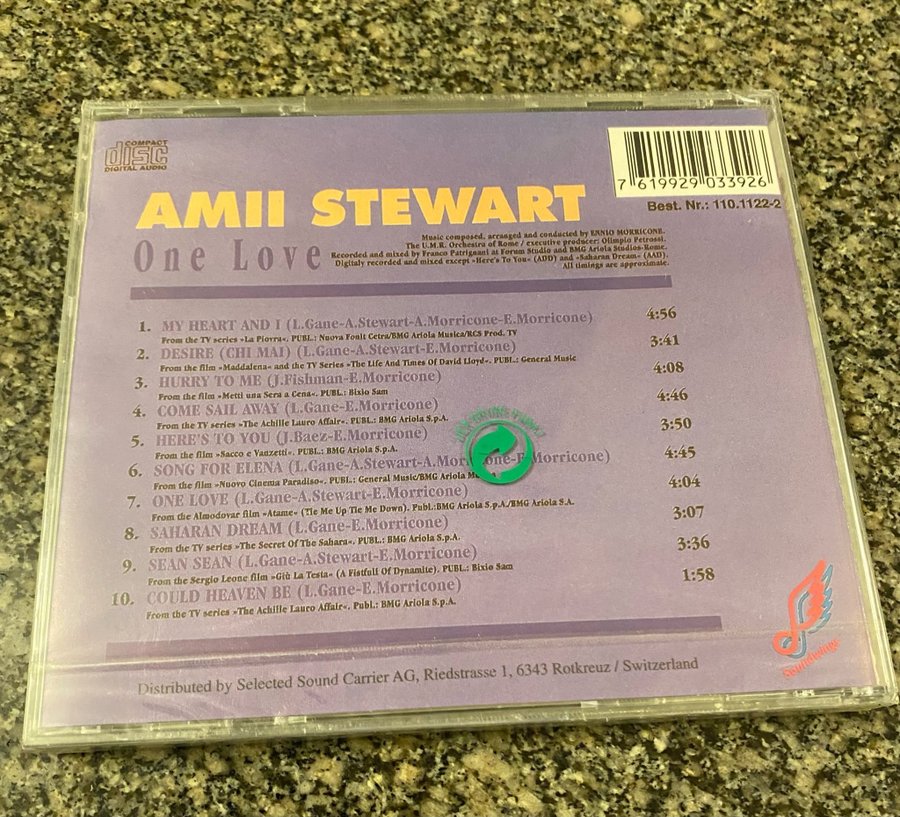 COMPACT
disc
DIGITAL AUDIO
7 619929 033926
Best. Nr.: 110.1122-2
AMII STEWART
One Love
Music composed, arranged and conducted by ENNIO MORRICONE.
The U.M.R. Orchestra of Rome / executive producer: Olimpio Petrossi.
Recorded and mixed by Franco Patrignani at Forum Studio and BMG Ariola Studios-Rome.
Digitaly recorded and mixed except »Here's To You« (ADD) and »Saharan Dream« (AAD).
All timings are approximate.
1. MY HEART AND I (L.Gane-A.Stewart-A.Morricone-E.Morricone) 4:56
From the TV series »La Piovra«. PUBL.: Nuova Fonit Cetra/BMG Ariola Musica/RCS Prod. TV
2. DESIRE (CHI MAI) (L.Gane-A.Stewart-E.Morricone) 3:41
From the film »Maddalena« and the TV Series »The Life And Times Of David Lloyd«. PUBL.: General Music
3. HURRY TO ME (J.Fishman-E.Morricone) 4:08
From the film »Metti una Sera a Cena«. PUBL.: Bixio Sam
4. COME SAIL AWAY (L.Gane-E.Morricone) 4:46
From the TV series »The Achille Lauro Affair«. PUBL.: BMG Ariola S.p.A.
5. HERE'S TO YOU (J.Baez-E.Morricone) 3:50
From the film »Sacco e Vanzetti«. PUBL.: BMG Ariola S.p.A.
6. SONG FOR ELENA (L.Gane-A.Stewart-A.Morricone-E.Morricone) 4:45
From the film »Nuovo Cinema Paradiso«. PUBL.: General Music/BMG Ariola
7. ONE LOVE (L.Gane-A.Stewart-E.Morricone) 4:04
From the Almodovar film »Atame« (Tie Me Up Tie Me Down). Publ.:BMG Ariola S.p.A./BMG Ariola S.A.
8. SAHARAN DREAM (L.Gane-E.Morricone) 3:07
From the TV series »The Secret Of The Sahara«. PUBL.: BMG Ariola S.p.A.
9. SEAN SEAN (L.Gane-A.Stewart-E.Morricone) 3:36
From the Sergio Leone film »Giù La Testa« (A Fistfull Of Dynamite). PUBL.: Bixio Sam
10. COULD HEAVEN BE (L.Gane-E.Morricone) 1:58
From the TV series »The Achille Lauro Affair«. Publ.: BMG Ariola S.p.A.
Distributed by Selected Sound Carrier AG, Riedstrasse 1, 6343 Rotkreuz / Switzerland